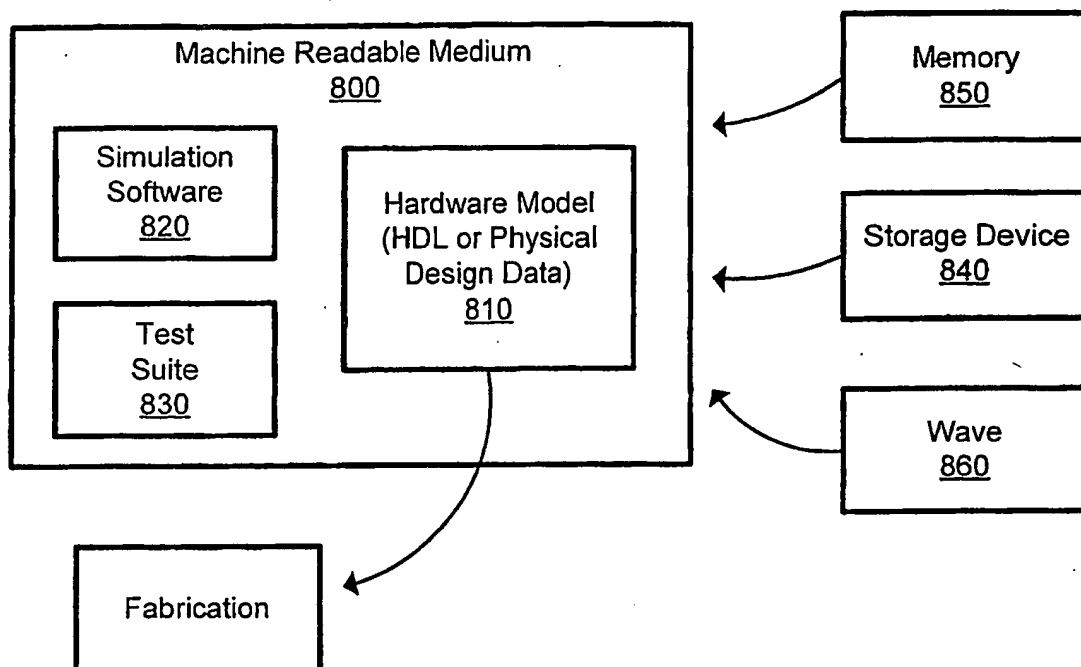 Machine Readable Medium
800
Simulation
Software
820
Test
Suite
830
Hardware Model
(HDL or Physical
Design Data)
810
Memory
850
Storage Device
840
Wave
860
Fabrication